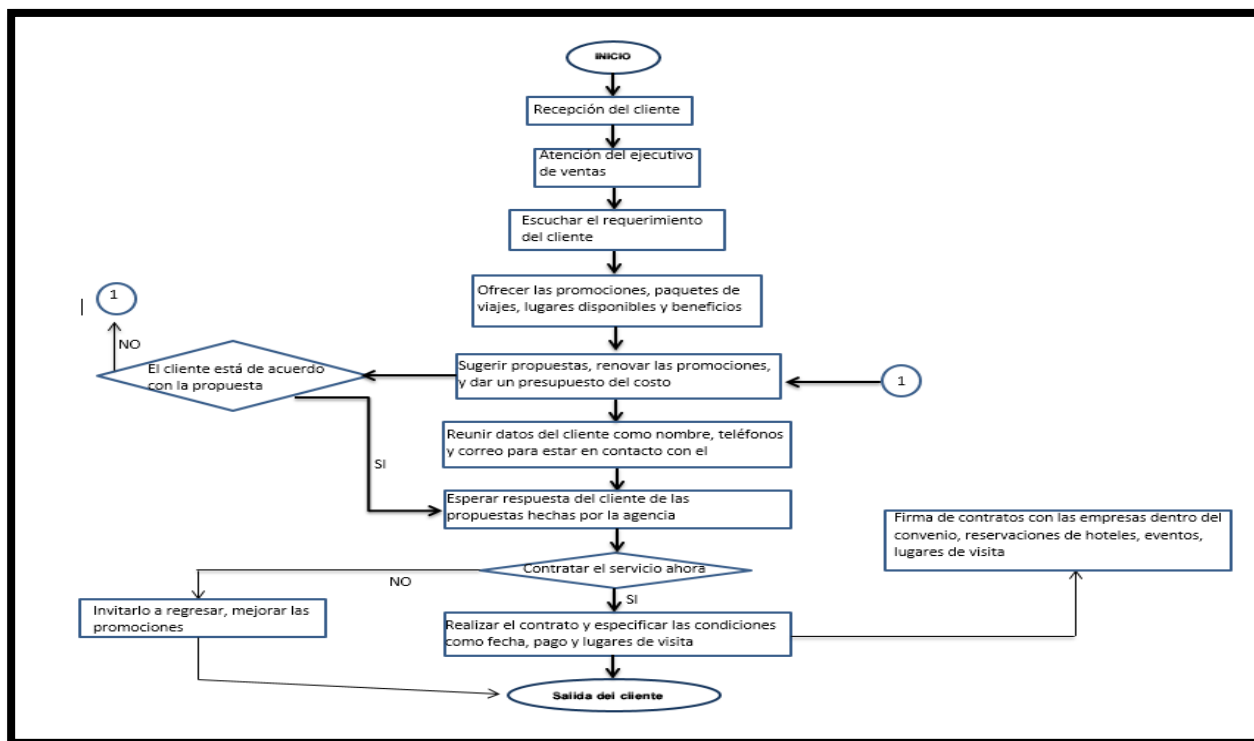 INICIO
Recepción del cliente
Atención del ejecutivo
de ventas
Escuchar el requerimiento
del cliente
Ofrecer las promociones, paquetes de
viajes, lugares disponibles y beneficios
1
NO
El cliente está de acuerdo
con la propuesta
Sugerir propuestas, renovar las promociones,
y dar un presupuesto del costo
1
Reunir datos del cliente como nombre, teléfonos
y correo para estar en contacto con el
SI
Esperar respuesta del cliente de las
propuestas hechas por la agencia
Firma de contratos con las empresas dentro del
convenio, reservaciones de hoteles, eventos,
lugares de visita
Contratar el servicio ahora
NO
SI
Invitarlo a regresar, mejorar las
promociones
Realizar el contrato y especificar las condiciones
como fecha, pago y lugares de visita
Salida del cliente